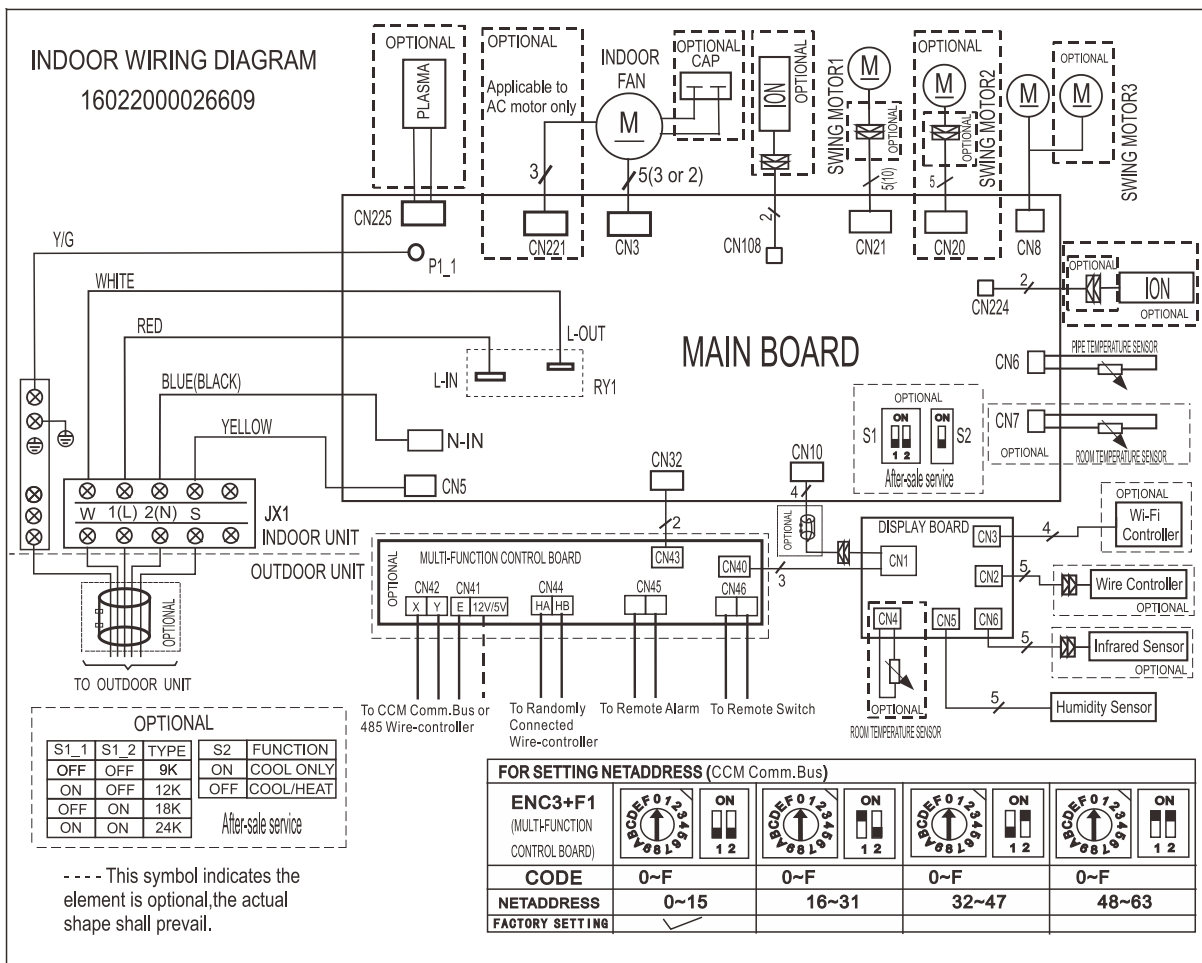 INDOOR WIRING DIAGRAM
16022000026609
OPTIONAL
PLASMA
CN225
OPTIONAL
Applicable to
AC motor only
3
CN221
INDOOR
FAN
M
5(3 or 2)
CN3
OPTIONAL
CAP
ION
OPTIONAL
2
CN108
SWING MOTOR1
M
OPTIONAL
5(10)
CN21
OPTIONAL
M
OPTIONAL
SWING MOTOR2
5
CN20
M
OPTIONAL
M
SWING MOTOR3
CN8
Y/G
P1_1
WHITE
RED
L-OUT
L-IN
RY1
BLUE(BLACK)
N-IN
YELLOW
CN5
MAIN BOARD
CN224
2
OPTIONAL
ION
OPTIONAL
CN6
PIPE TEMPERATURE SENSOR
CN7
OPTIONAL
ROOM TEMPERATURE SENSOR
OPTIONAL
S1
ON
1 2
ON
S2
After-sale service
CN32
2
CN10
4
OPTIONAL
W 1(L) 2(N) S
JX1
INDOOR UNIT
OUTDOOR UNIT
OPTIONAL
TO OUTDOOR UNIT
OPTIONAL
MULTI-FUNCTION CONTROL BOARD
CN43
CN40
3
CN42
X Y
CN41
E 12V/5V
CN44
HA HB
CN45
CN46
To CCM Comm.Bus or
485 Wire-controller
To Randomly
Connected
Wire-controller
To Remote Alarm
To Remote Switch
DISPLAY BOARD
CN1
CN3
CN2
CN4
CN5
CN6
4
OPTIONAL
Wi-Fi
Controller
5
Wire Controller
OPTIONAL
5
Infrared Sensor
OPTIONAL
5
Humidity Sensor
OPTIONAL
ROOM TEMPERATURE SENSOR
OPTIONAL
S1_1 S1_2 TYPE
OFF OFF 9K
ON OFF 12K
OFF ON 18K
ON ON 24K
S2 FUNCTION
ON COOL ONLY
OFF COOL/HEAT
After-sale service
---- This symbol indicates the
element is optional,the actual
shape shall prevail.
FOR SETTING NETADDRESS (CCM Comm.Bus)
ENC3+F1
(MULTI-FUNCTION
CONTROL BOARD)
0123456789ABCDEF
ON
1 2
0123456789ABCDEF
ON
1 2
0123456789ABCDEF
ON
1 2
0123456789ABCDEF
ON
1 2
CODE 0~F 0~F 0~F 0~F
NETADDRESS 0~15 16~31 32~47 48~63
FACTORY SETTING